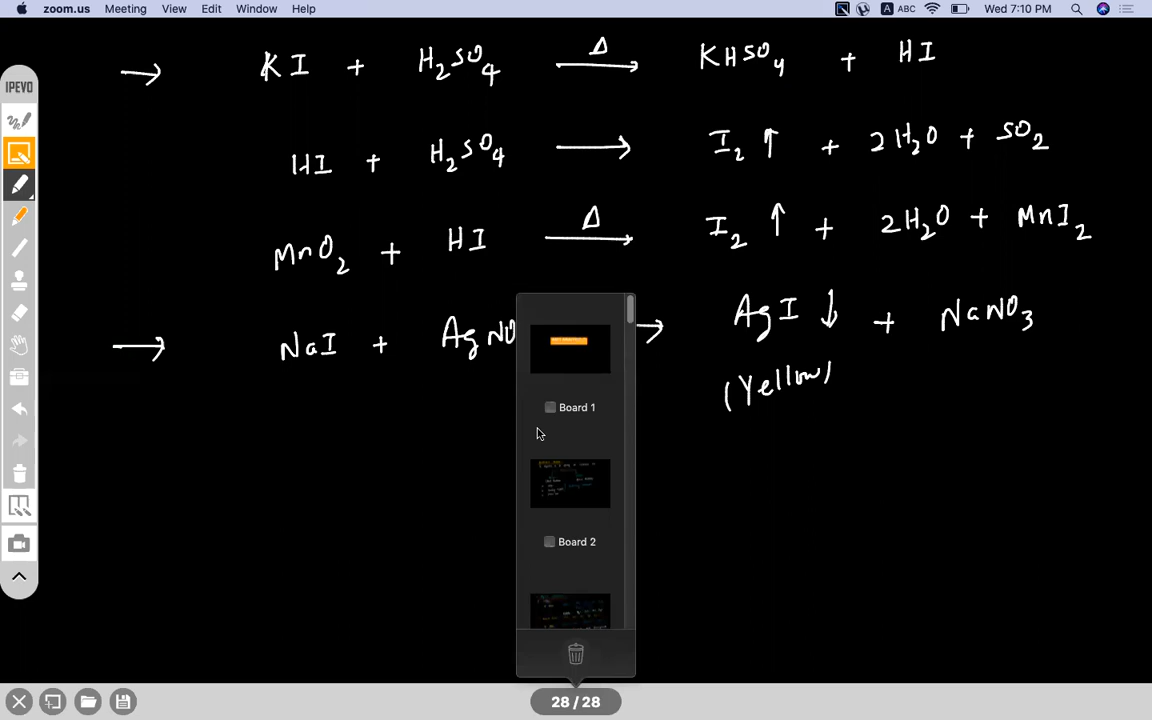 zoom.us Meeting View Edit Window Help ABC Wed 7:10 PM
IPEVO
→ KI + H₂SO₄ —Δ→ KHSO₄ + HI
HI + H₂SO₄ → I₂↑ + 2H₂O + SO₂
MnO₂ + HI —Δ→ I₂↑ + 2H₂O + MnI₂
→ NaI + AgNO → AgI↓ + NaNO₃
(Yellow)
Board 1
Board 2
28 / 28